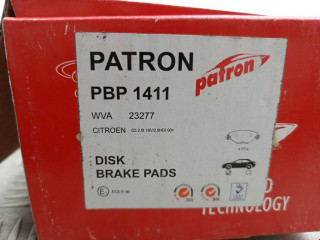 PATRON
patron
PBP 1411
WVA 23277
CITROEN
DISK
BRAKE PADS
TECHNOLOGY